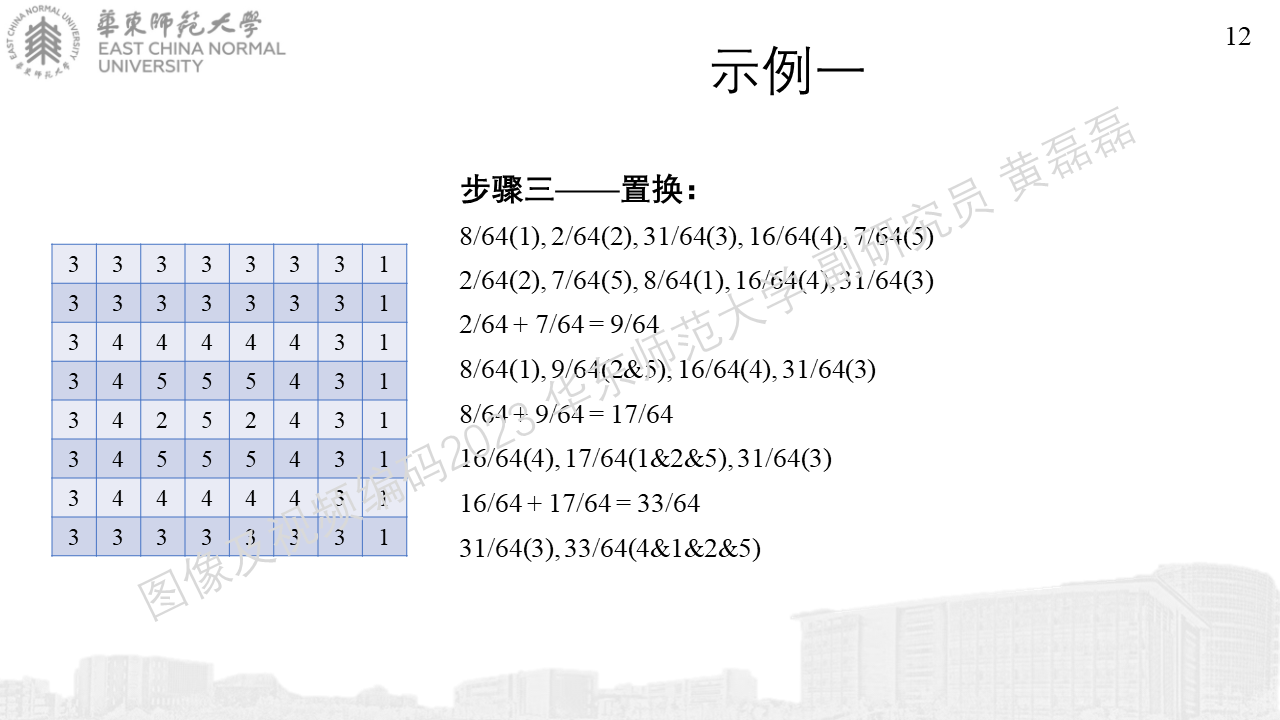 華東師範大學
EAST CHINA NORMAL
UNIVERSITY
EAST CHINA NORMAL UNIVERSITY
華東師範大學
12
示例一
步骤三——置换：
8/64(1), 2/64(2), 31/64(3), 16/64(4), 7/64(5)
2/64(2), 7/64(5), 8/64(1), 16/64(4), 31/64(3)
2/64 + 7/64 = 9/64
8/64(1), 9/64(2&5), 16/64(4), 31/64(3)
8/64 + 9/64 = 17/64
16/64(4), 17/64(1&2&5), 31/64(3)
16/64 + 17/64 = 33/64
31/64(3), 33/64(4&1&2&5)
3 3 3 3 3 3 3 1
3 3 3 3 3 3 3 1
3 4 4 4 4 4 3 1
3 4 5 5 5 4 3 1
3 4 2 5 2 4 3 1
3 4 5 5 5 4 3 1
3 4 4 4 4 4 3 1
3 3 3 3 3 3 3 1
图像及视频编码2023 华东师范大学 副研究员 黄磊磊